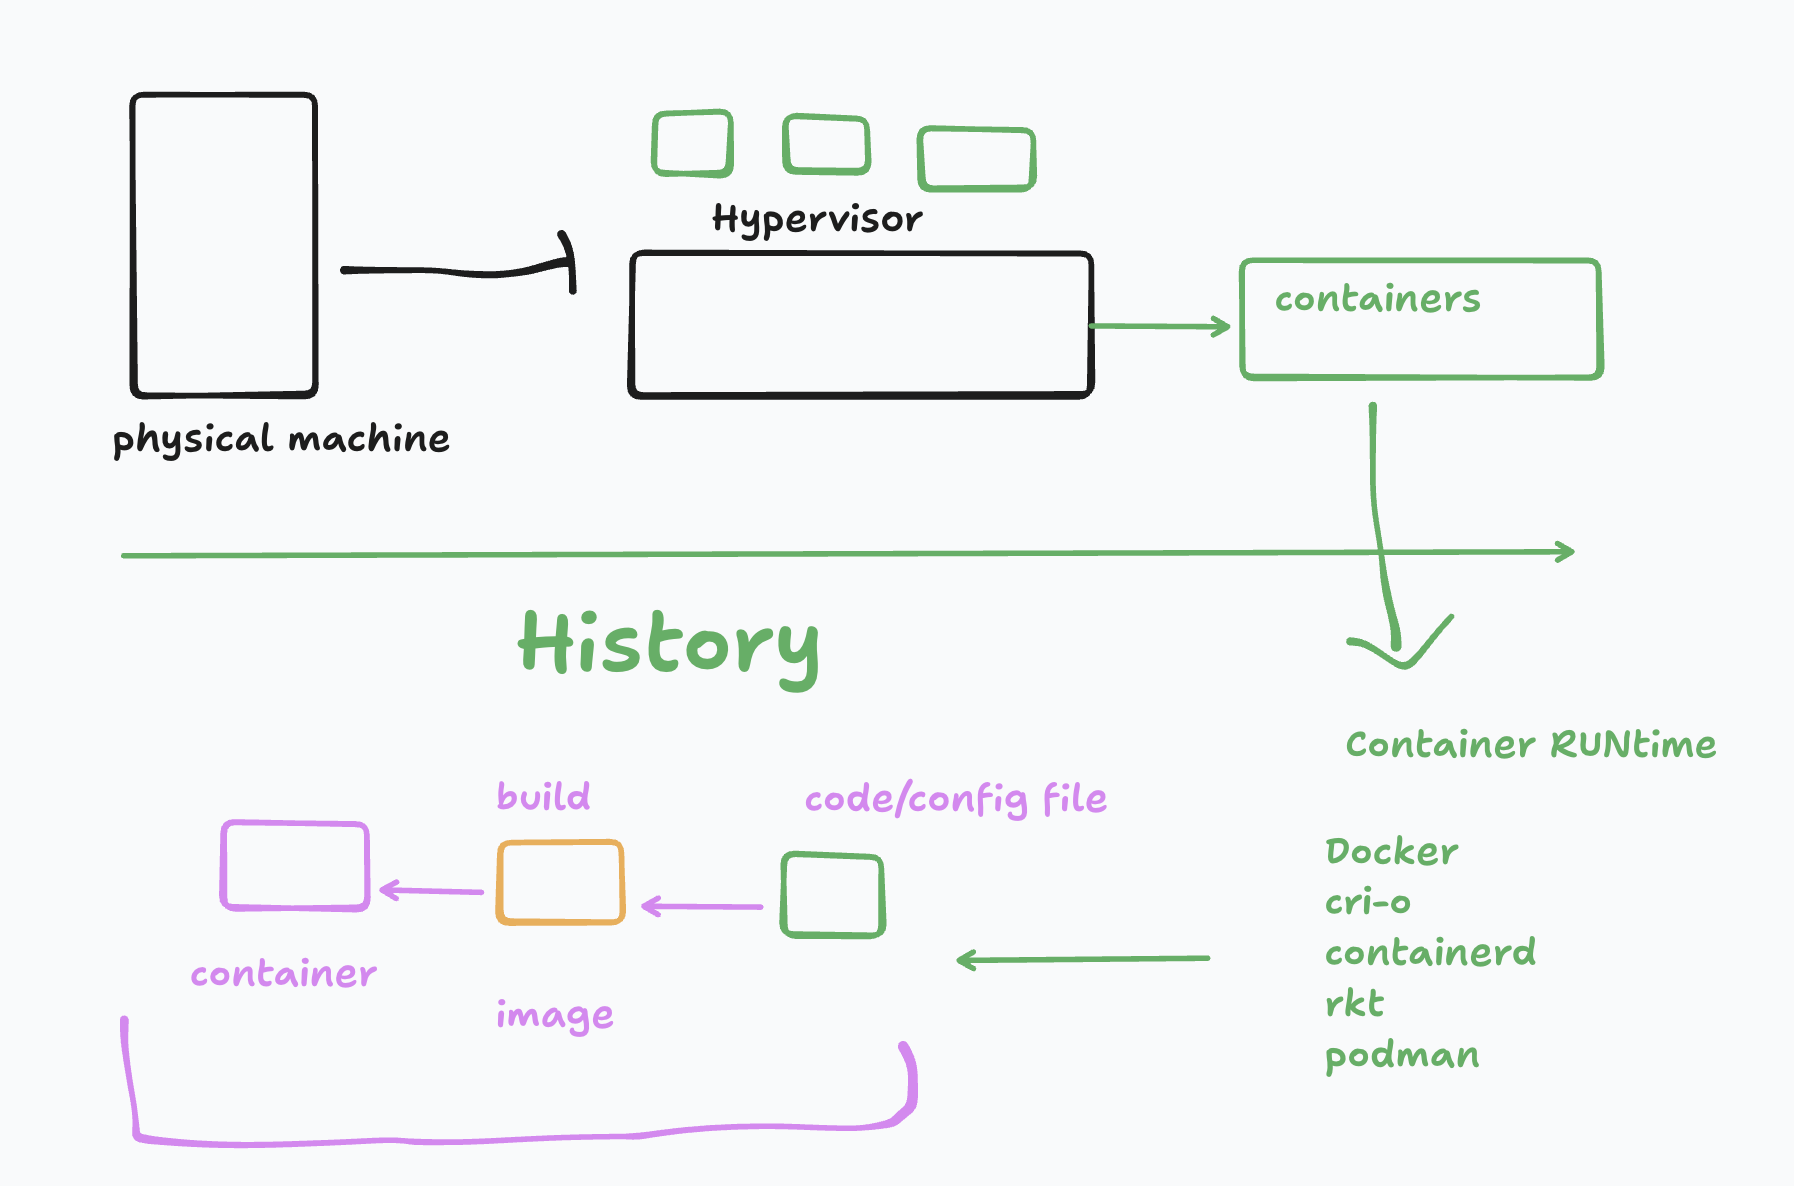 Hypervisor
containers
physical machine
History
Container RUNtime
build
code/config file
Docker
cri-o
containerd
rkt
podman
container
image